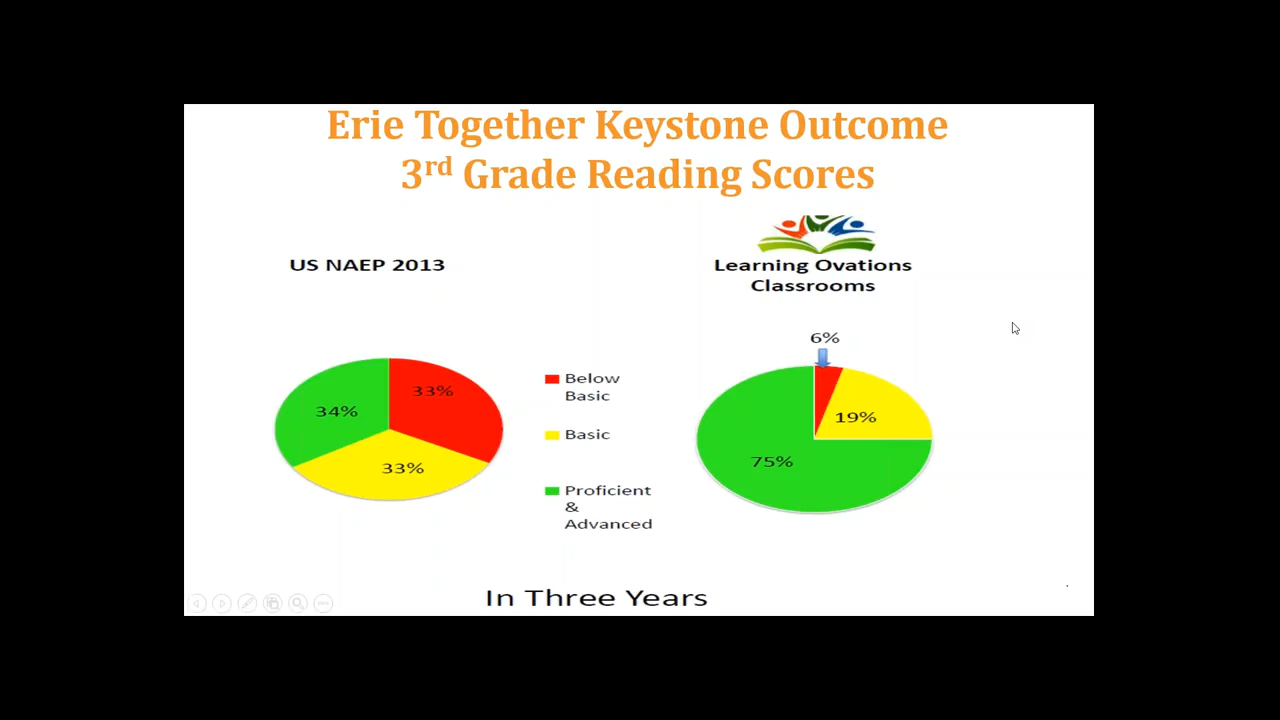 Erie Together Keystone Outcome
3rd Grade Reading Scores
US NAEP 2013
Learning Ovations
Classrooms
33%
33%
34%
Below
Basic
Basic
Proficient
&
Advanced
6%
19%
75%
In Three Years